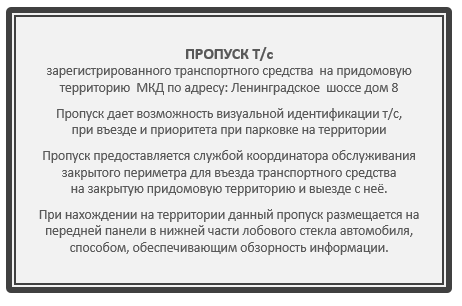 ПРОПУСК Т/с
зарегистрированного транспортного средства на придомовую
территорию МКД по адресу: Ленинградское шоссе дом 8
Пропуск дает возможность визуальной идентификации т/с,
при въезде и приоритета при парковке на территории
Пропуск предоставляется службой координатора обслуживания
закрытого периметра для въезда транспортного средства
на закрытую придомовую территорию и выезде с неё.
При нахождении на территории данный пропуск размещается на
передней панели в нижней части лобового стекла автомобиля,
способом, обеспечивающим обзорность информации.